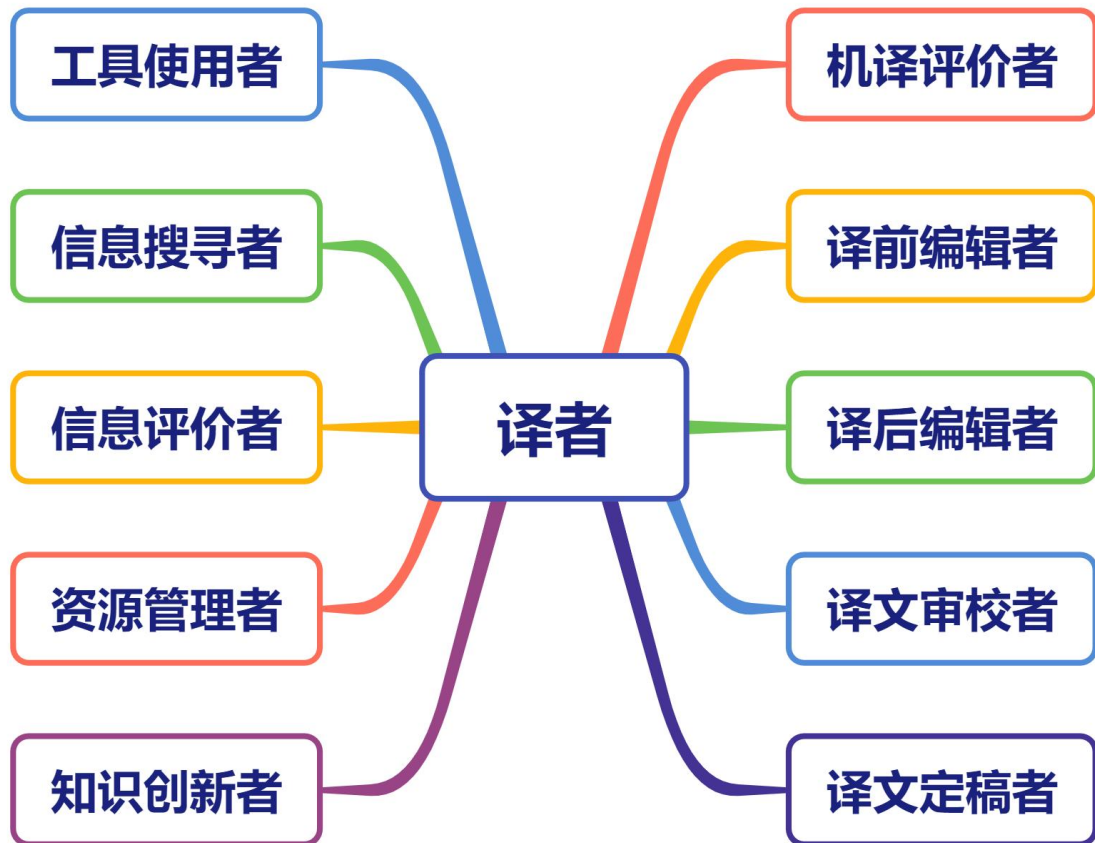 工具使用者
信息搜寻者
信息评价者
资源管理者
知识创新者
译者
机译评价者
译前编辑者
译后编辑者
译文审校者
译文定稿者